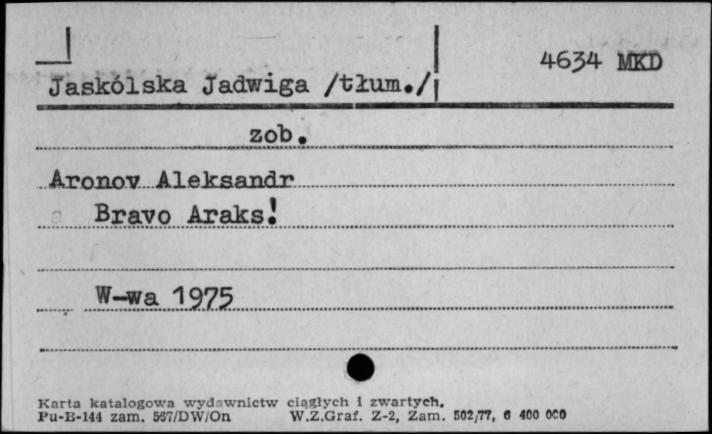 4634 MKD
Jaskólska Jadwiga /tłum./
zob.
Aronov Aleksandr
Bravo Araks!
W-wa 1975
Karta katalogowa wydawnictw ciągłych i zwartych.
Pu-B-144 zam. 567/DW/On W.Z.Graf. Z-2, Zam. 502/77, 6 400 000